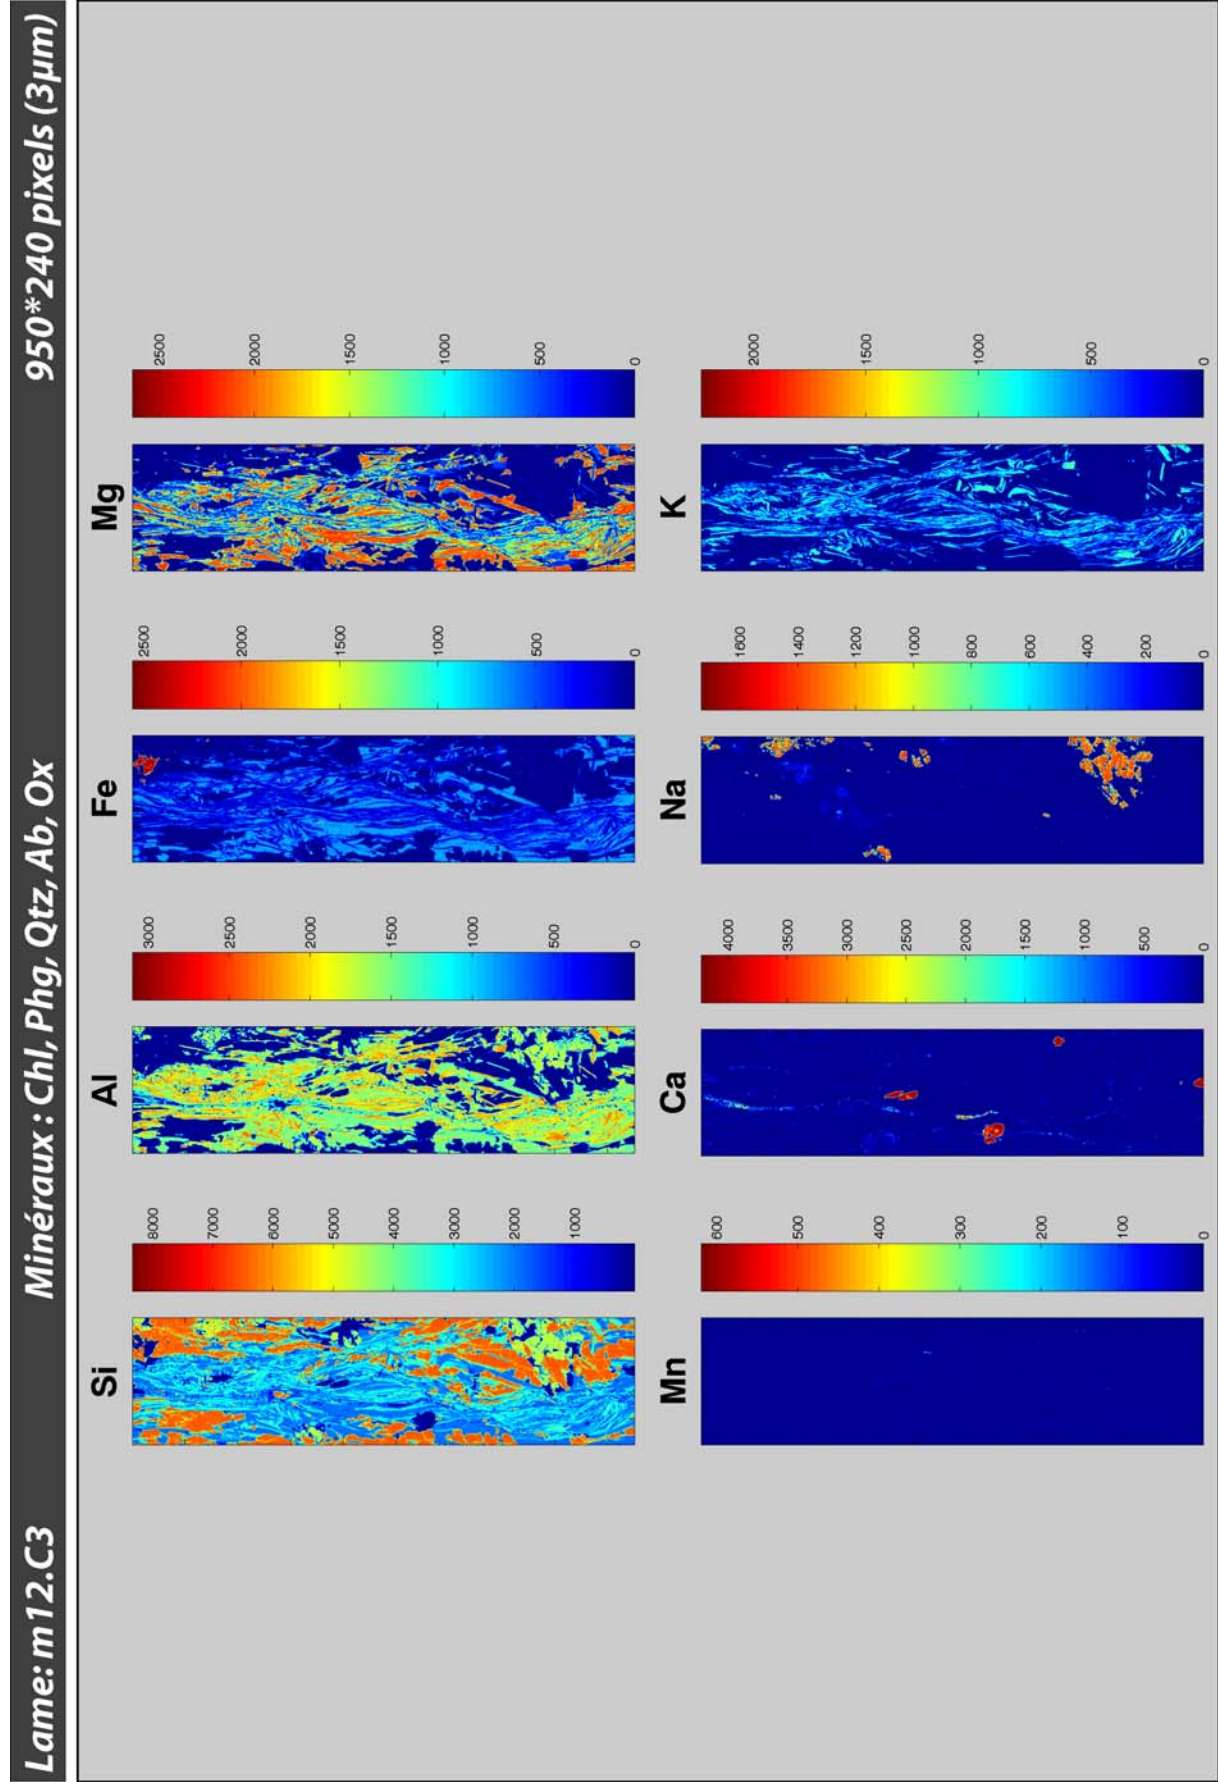 Lame: m12.C3 Minéraux : Chl, Phg, Qtz, Ab, Ox 950*240 pixels (3µm)
Si Al Fe Mg
8000 3000 2500 2500
7000 2500 2000 2000
6000 2000 1500 1500
5000 1500 1000 1000
4000 1000 500 500
3000 500 0 0
2000 0
1000
Mn Ca Na K
600 4000 1600 2000
500 3500 1400 1500
400 3000 1200 1000
300 2500 1000 500
200 2000 800 0
100 1500 600
0 1000 400
500 200
0 0